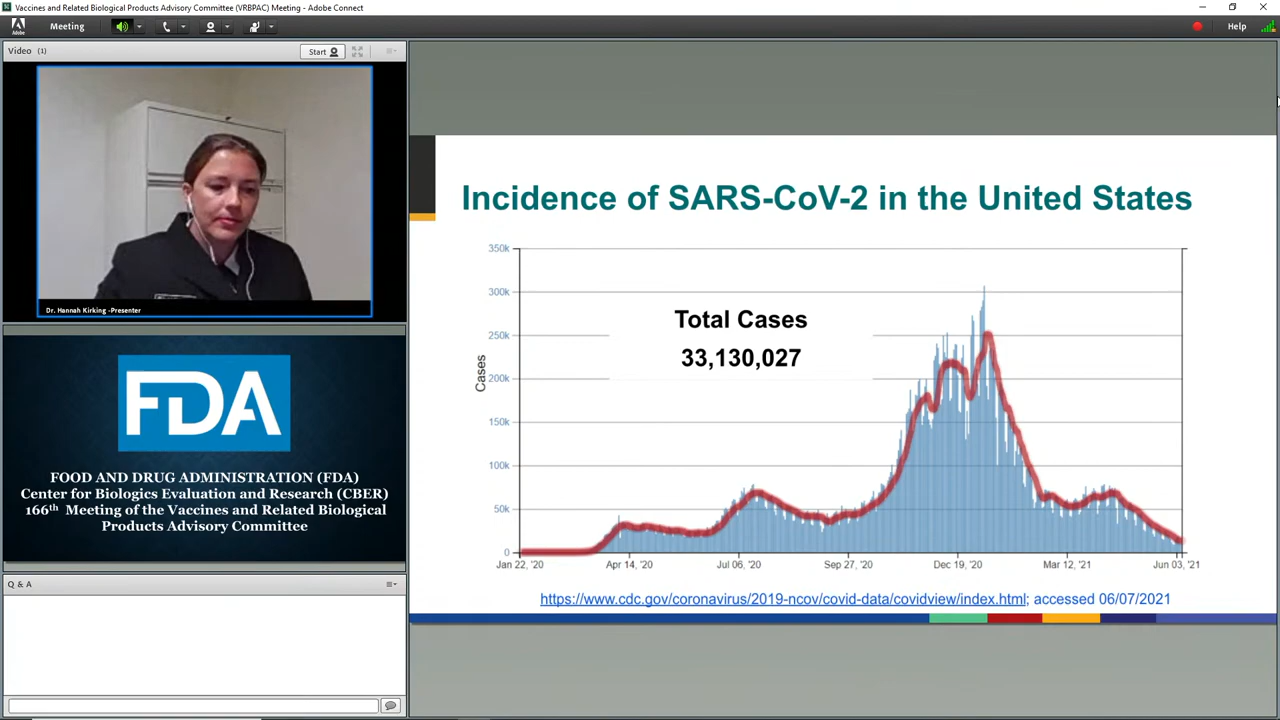 Vaccines and Related Biological Products Advisory Committee (VRBPAC) Meeting - Adobe Connect
Adobe
Meeting
Help
Video (1)
Start
Dr. Hannah Kirking -Presenter
FDA
FOOD AND DRUG ADMINISTRATION (FDA)
Center for Biologics Evaluation and Research (CBER)
166th Meeting of the Vaccines and Related Biological
Products Advisory Committee
Q & A
Incidence of SARS-CoV-2 in the United States
350k
300k
250k
200k
150k
100k
50k
0
Cases
Total Cases
33,130,027
Jan 22, '20
Apr 14, '20
Jul 06, '20
Sep 27, '20
Dec 19, '20
Mar 12, '21
Jun 03, '21
https://www.cdc.gov/coronavirus/2019-ncov/covid-data/covidview/index.html; accessed 06/07/2021